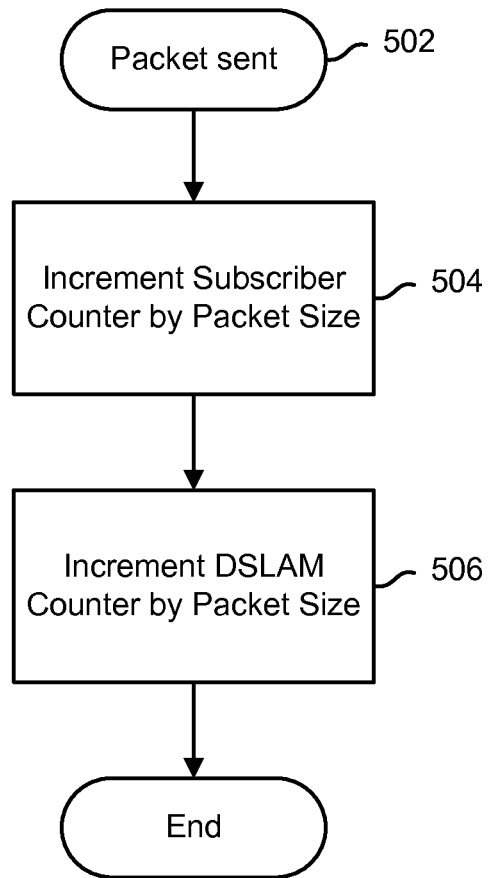 Packet sent
502
Increment Subscriber
Counter by Packet Size
504
Increment DSLAM
Counter by Packet Size
506
End